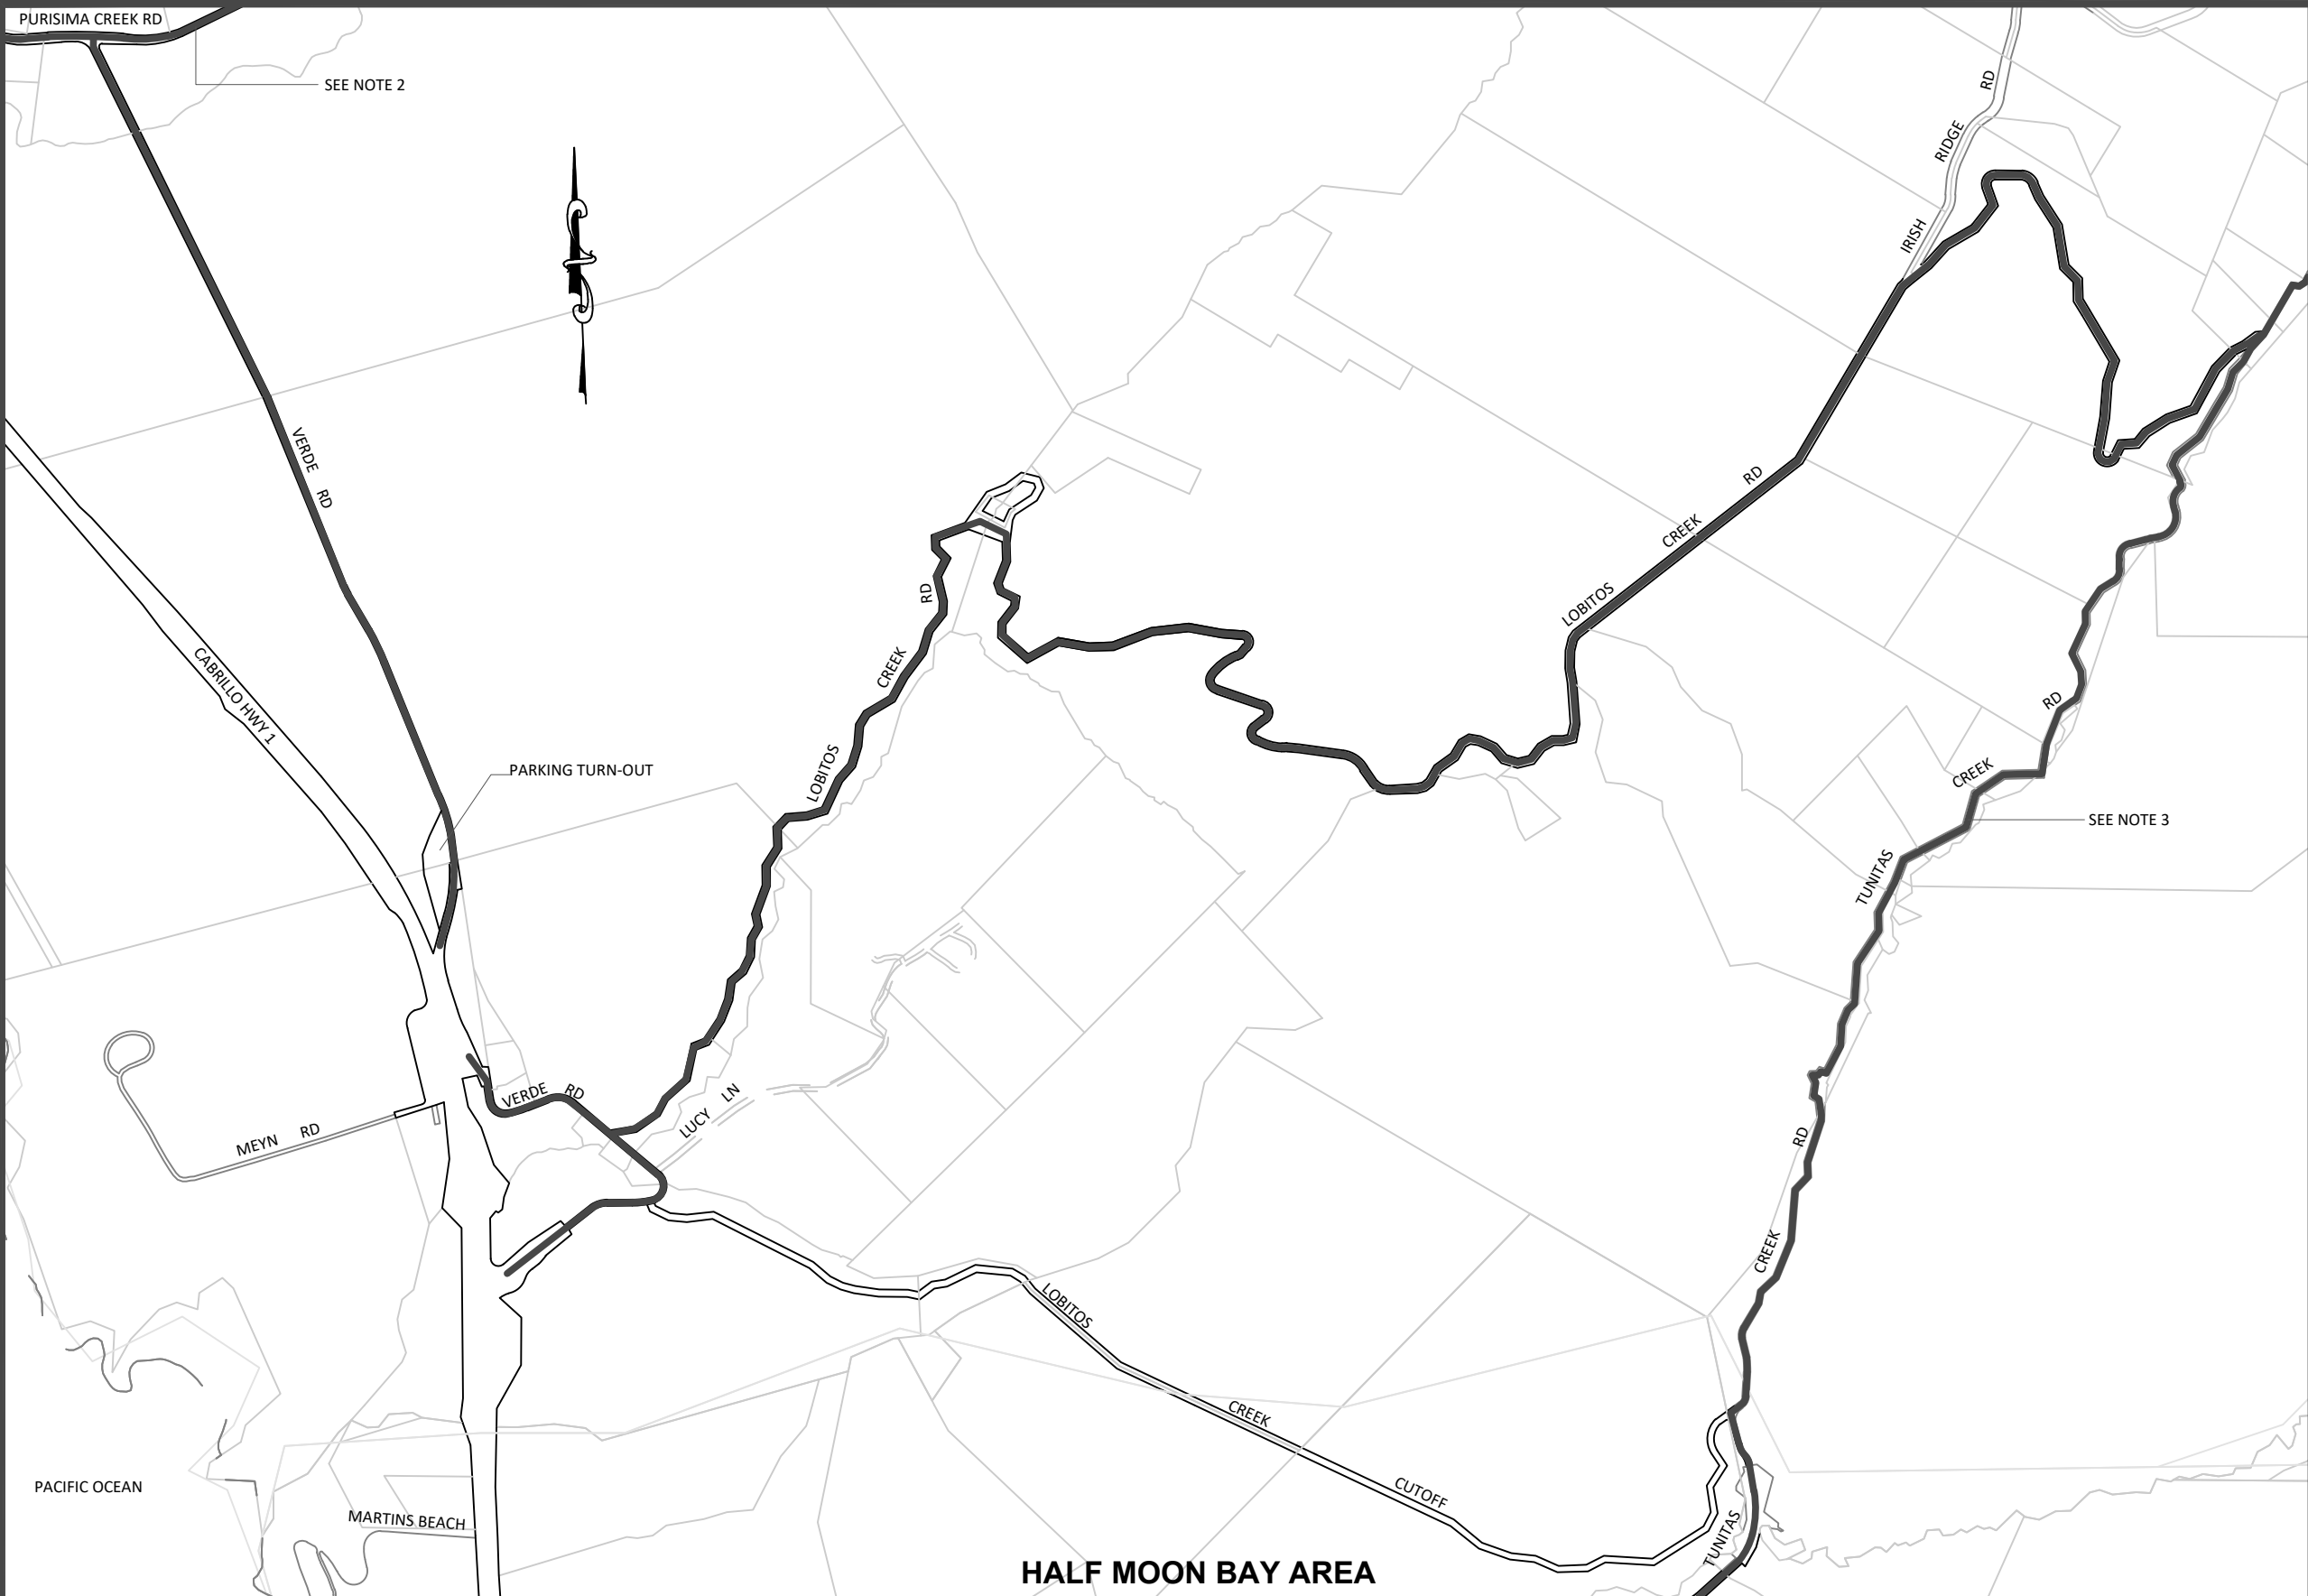 PURISIMA CREEK RD
SEE NOTE 2
RD
RIDGE
IRISH
VERDE RD
RD
CREEK
LOBITOS
RD
CREEK
LOBITOS
CABRILLO HWY 1
PARKING TURN-OUT
RD
CREEK
SEE NOTE 3
TUNITAS
VERDE RD
LUCY LN
MEYN RD
RD
CREEK
LOBITOS
CREEK
CUTOFF
PACIFIC OCEAN
MARTINS BEACH
TUNITAS
HALF MOON BAY AREA